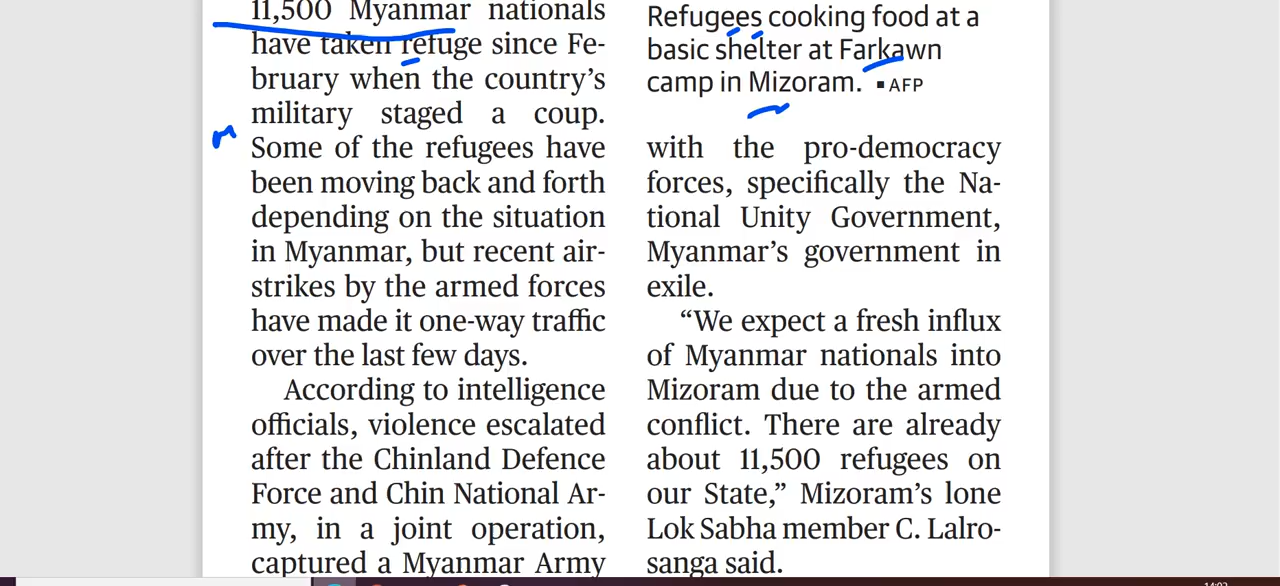 11,500 Myanmar nationals
have taken refuge since Fe-
bruary when the country’s
military staged a coup.
Some of the refugees have
been moving back and forth
depending on the situation
in Myanmar, but recent air-
strikes by the armed forces
have made it one-way traffic
over the last few days.
According to intelligence
officials, violence escalated
after the Chinland Defence
Force and Chin National Ar-
my, in a joint operation,
captured a Myanmar Army
Refugees cooking food at a
basic shelter at Farkawn
camp in Mizoram. ▪ AFP
with the pro-democracy
forces, specifically the Na-
tional Unity Government,
Myanmar’s government in
exile.
“We expect a fresh influx
of Myanmar nationals into
Mizoram due to the armed
conflict. There are already
about 11,500 refugees on
our State,” Mizoram’s lone
Lok Sabha member C. Lalro-
sanga said.